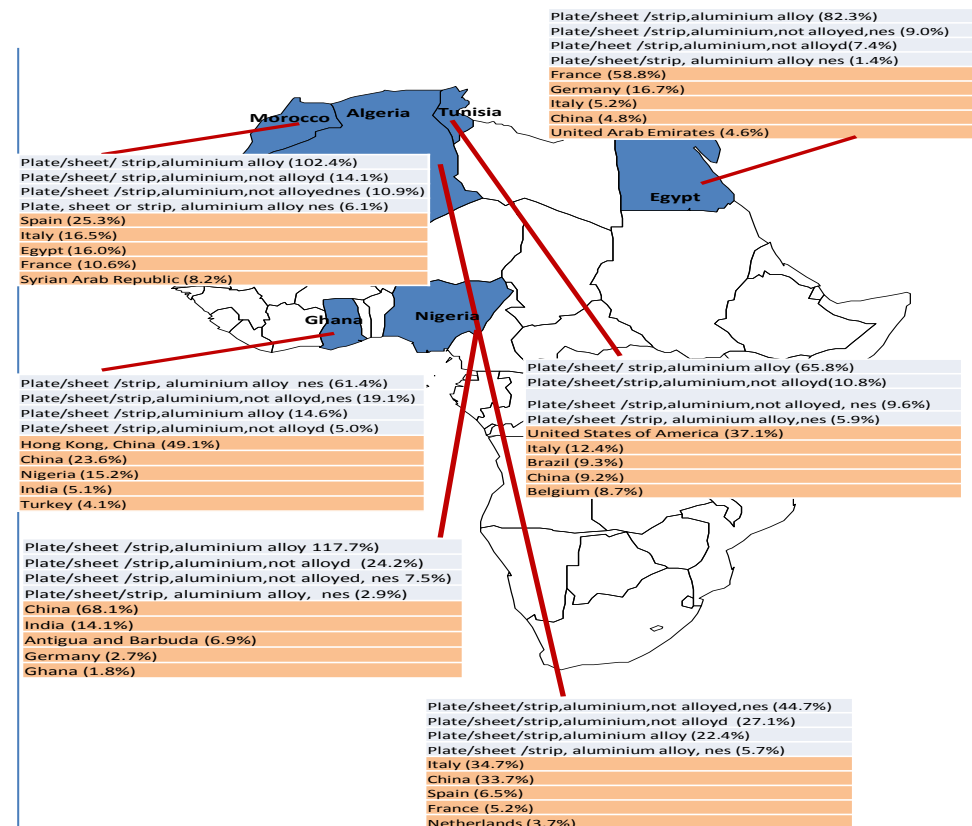 Plate/sheet /strip,aluminium alloy (82.3%)
Plate/sheet /strip,aluminium,not alloyed,nes (9.0%)
Plate/heet /strip,aluminium,not alloyd(7.4%)
Plate/sheet/strip, aluminium alloy nes (1.4%)
France (58.8%)
Germany (16.7%)
Italy (5.2%)
China (4.8%)
United Arab Emirates (4.6%)
Morocco
Algeria
Tunisia
Egypt
Plate/sheet/ strip,aluminium alloy (102.4%)
Plate/sheet/ strip,aluminium,not alloyd (14.1%)
Plate/sheet /strip,aluminium,not alloyednes (10.9%)
Plate, sheet or strip, aluminium alloy nes (6.1%)
Spain (25.3%)
Italy (16.5%)
Egypt (16.0%)
France (10.6%)
Syrian Arab Republic (8.2%)
Ghana
Nigeria
Plate/sheet /strip, aluminium alloy  nes (61.4%)
Plate/sheet/strip,aluminium,not alloyd,nes (19.1%)
Plate/sheet /strip,aluminium alloy (14.6%)
Plate/sheet /strip,aluminium,not alloyd (5.0%)
Hong Kong, China (49.1%)
China (23.6%)
Nigeria (15.2%)
India (5.1%)
Turkey (4.1%)
Plate/sheet/ strip,aluminium alloy (65.8%)
Plate/sheet/strip,aluminium,not alloyd(10.8%)
Plate/sheet /strip,aluminium,not alloyed, nes (9.6%)
Plate/sheet /strip, aluminium alloy,nes (5.9%)
United States of America (37.1%)
Italy (12.4%)
Brazil (9.3%)
China (9.2%)
Belgium (8.7%)
Plate/sheet /strip,aluminium alloy 117.7%)
Plate/sheet /strip,aluminium,not alloyd  (24.2%)
Plate/sheet /strip,aluminium,not alloyed, nes 7.5%)
Plate/sheet/strip, aluminium alloy,  nes (2.9%)
China (68.1%)
India (14.1%)
Antigua and Barbuda (6.9%)
Germany (2.7%)
Ghana (1.8%)
Plate/sheet/strip,aluminium,not alloyed,nes (44.7%)
Plate/sheet/strip,aluminium,not alloyd  (27.1%)
Plate/sheet/strip,aluminium alloy (22.4%)
Plate/sheet /strip, aluminium alloy, nes (5.7%)
Italy (34.7%)
China (33.7%)
Spain (6.5%)
France (5.2%)
Netherlands (3.7%)